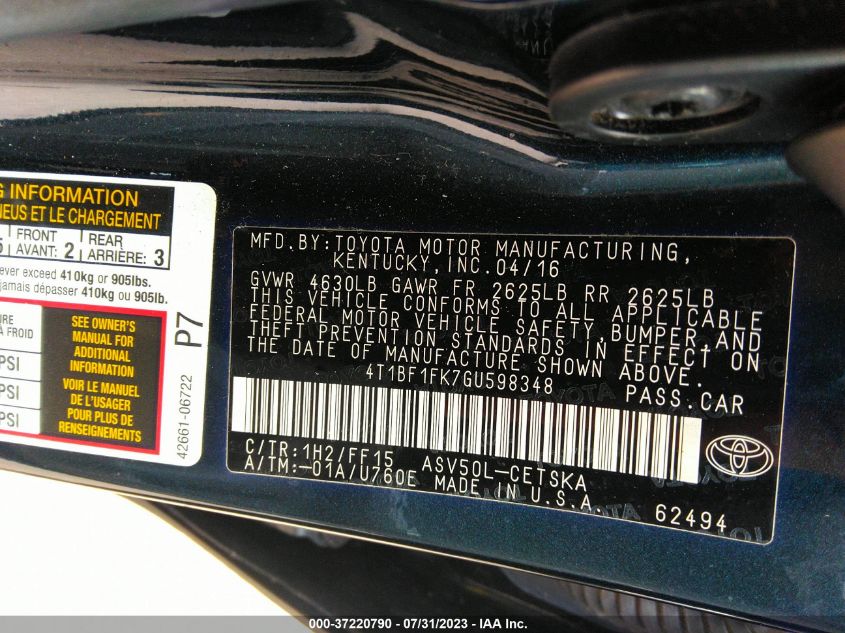 G INFORMATION
NEUS ET LE CHARGEMENT
5 FRONT 2 REAR 3
AVANT: ARRIÈRE:
ever exceed 410kg or 905lbs.
jamais dépasser 410kg ou 905lb.
IRE
À FROID
PSI
PSI
SEE OWNER'S
MANUAL FOR
ADDITIONAL
INFORMATION
VOIR LE MANUEL
DE L'USAGER
POUR PLUS DE
RENSEIGNEMENTS
42661-06722
P7
MFD.BY:TOYOTA MOTOR MANUFACTURING,
KENTUCKY,INC.04/16
GVWR 4630LB GAWR FR 2625LB RR 2625LB
THIS VEHICLE CONFORMS TO ALL APPLICABLE
FEDERAL MOTOR VEHICLE SAFETY,BUMPER,AND
THEFT PREVENTION STANDARDS IN EFFECT ON
THE DATE OF MANUFACTURE SHOWN ABOVE.
4T1BF1FK7GU598348
PASS.CAR
C/TR:1H2/FF15 ASV50L-CETSKA
A/TM:-01A/U760E MADE IN U.S.A.
62494
000-37220790 - 07/31/2023 - IAA Inc.